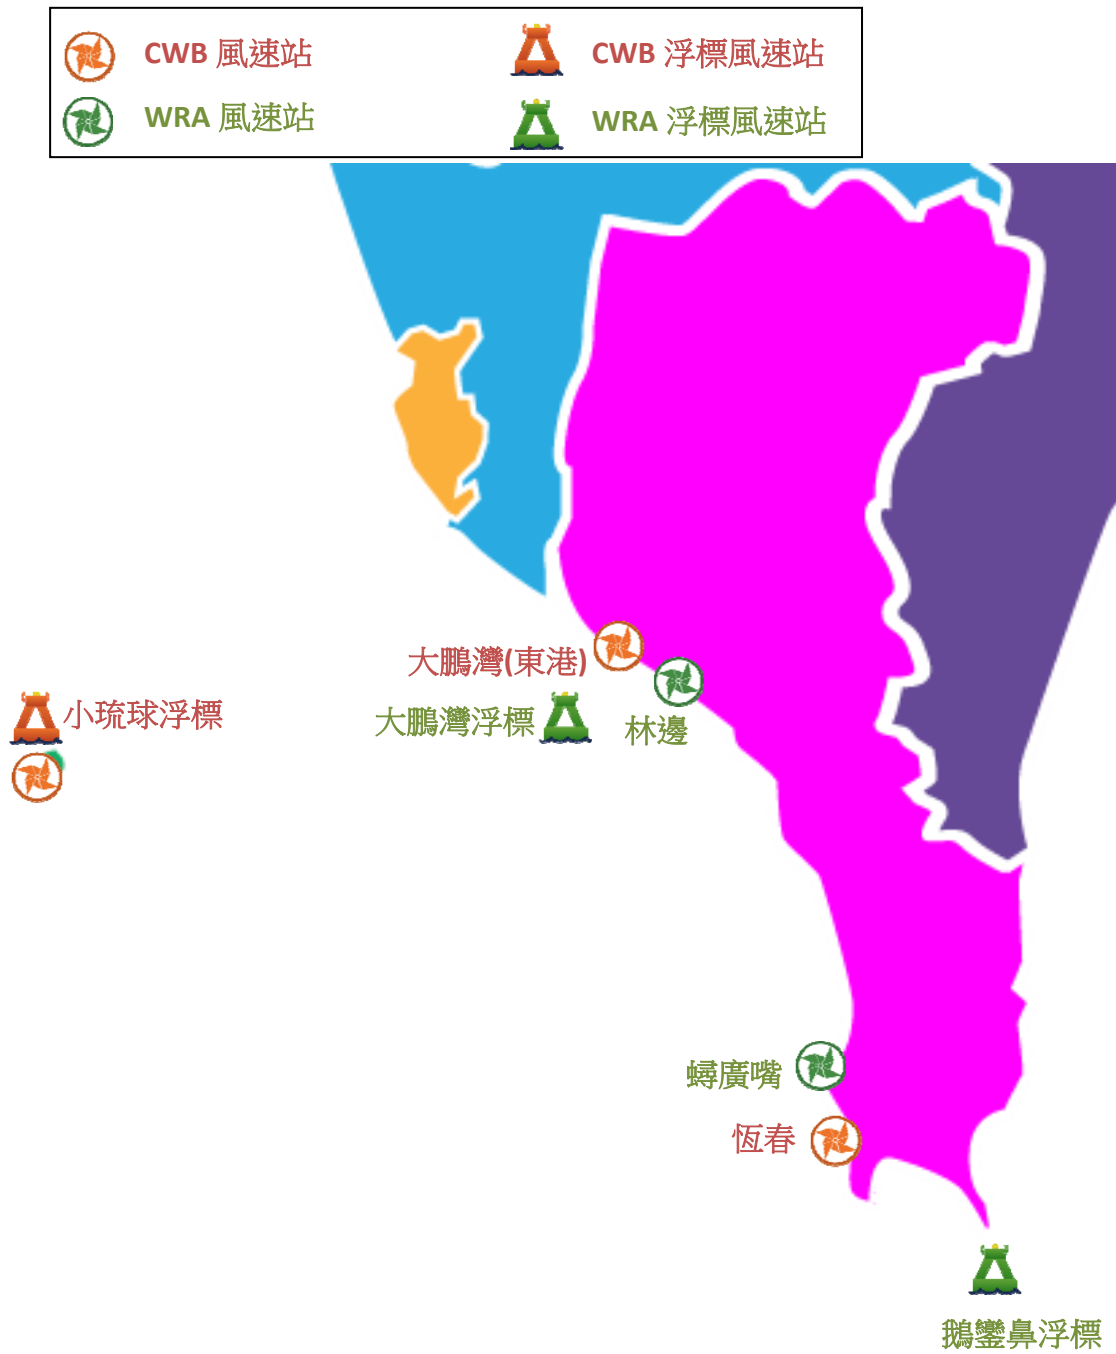 CWB 風速站
CWB 浮標風速站
WRA 風速站
WRA 浮標風速站
大鵬灣(東港)
小琉球浮標
大鵬灣浮標
林邊
蟳廣嘴
恆春
鵝鑾鼻浮標